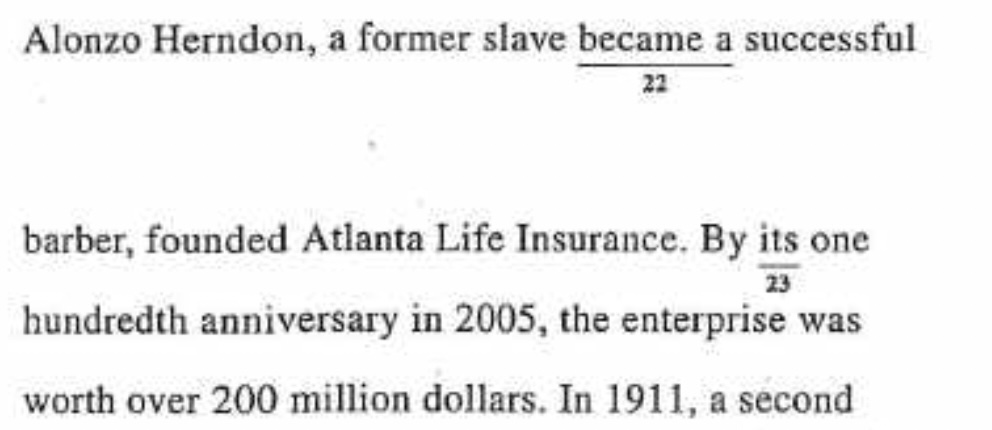 Alonzo Herndon, a former slave became a successful
22
barber, founded Atlanta Life Insurance. By its one
23
hundredth anniversary in 2005, the enterprise was
worth over 200 million dollars. In 1911, a second